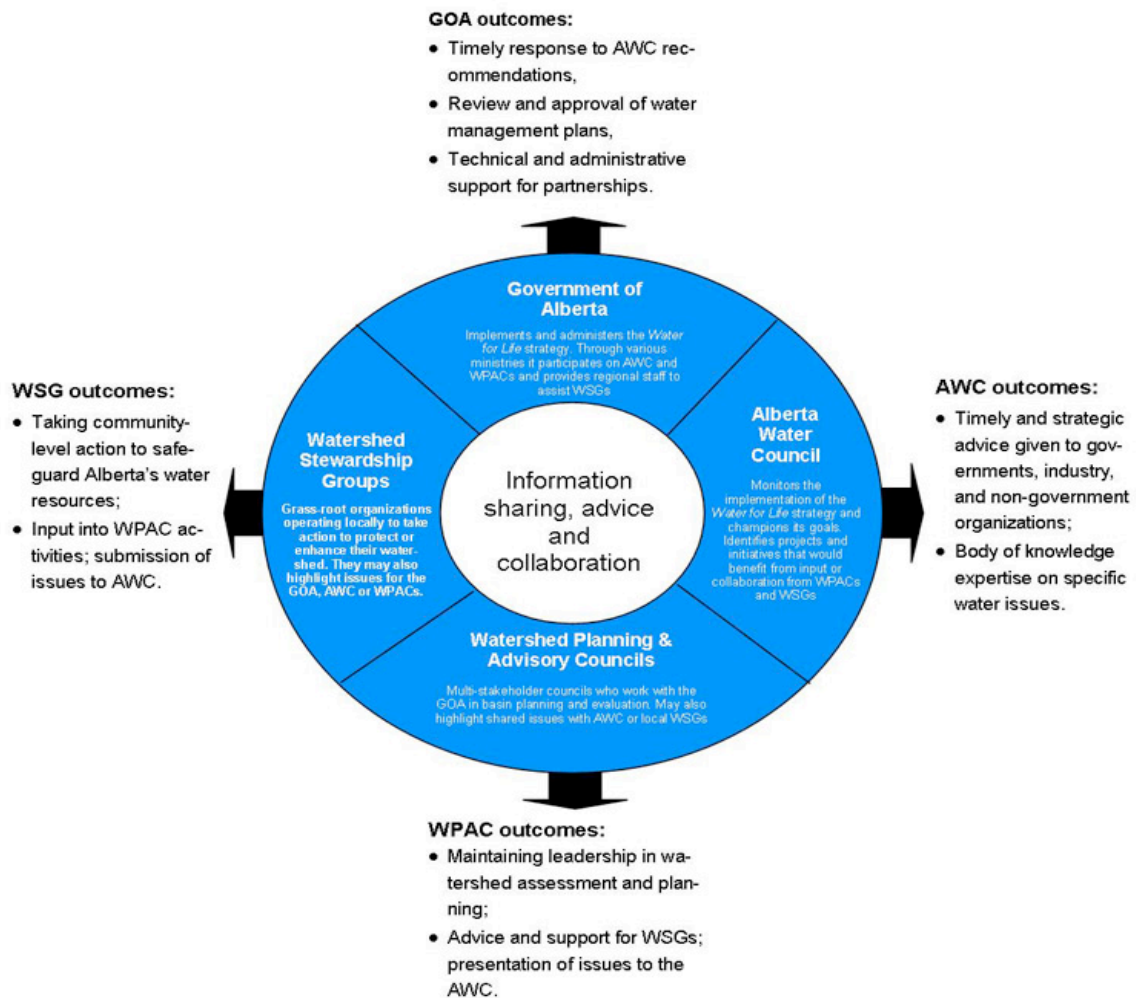 GOA outcomes:
• Timely response to AWC rec-
ommendations,
• Review and approval of water
management plans,
• Technical and administrative
support for partnerships.
Government of
Alberta
Implements and administers the Water
for Life strategy. Through various
ministries it participates on AWC and
WPACs and provides regional staff to
assist WSGs
WSG outcomes:
• Taking community-
level action to safe-
guard Alberta's water
resources;
• Input into WPAC ac-
tivities; submission of
issues to AWC.
Watershed
Stewardship
Groups
Grass-root organizations
operating locally to take
action to protect or
enhance their water-
shed. They may also
highlight issues for the
GOA, AWC or WPACs.
Information
sharing, advice
and
collaboration
Alberta
Water
Council
Monitors the
implementation of the
Water for Life strategy and
champions its goals.
Identifies projects and
initiatives that would
benefit from input or
collaboration from WPACs
and WSGs
AWC outcomes:
• Timely and strategic
advice given to go-
vernments, industry,
and non-government
organizations;
• Body of knowledge
expertise on specific
water issues.
Watershed Planning &
Advisory Councils
Multi-stakeholder councils who work with the
GOA in basin planning and evaluation. May also
highlight shared issues with AWC or local WSGs
WPAC outcomes:
• Maintaining leadership in wa-
tershed assessment and plan-
ning;
• Advice and support for WSGs;
presentation of issues to the
AWC.